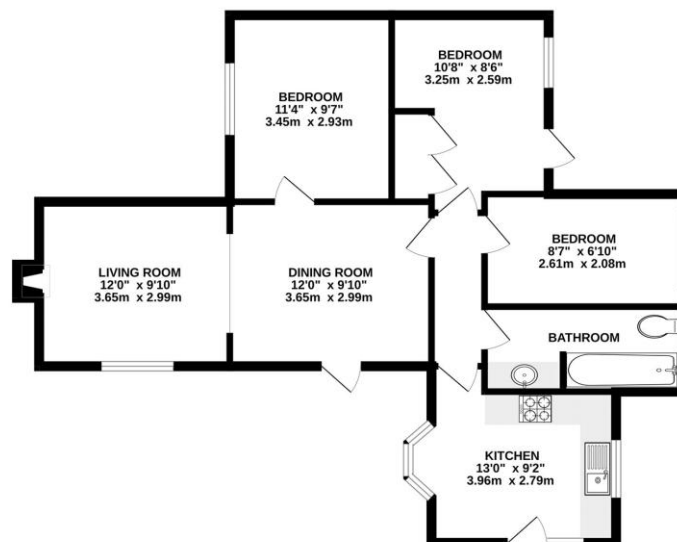 BEDROOM
11'4" x 9'7"
3.45m x 2.93m
BEDROOM
10'8" x 8'6"
3.25m x 2.59m
LIVING ROOM
12'0" x 9'10"
3.65m x 2.99m
DINING ROOM
12'0" x 9'10"
3.65m x 2.99m
BEDROOM
8'7" x 6'10"
2.61m x 2.08m
BATHROOM
KITCHEN
13'0" x 9'2"
3.96m x 2.79m